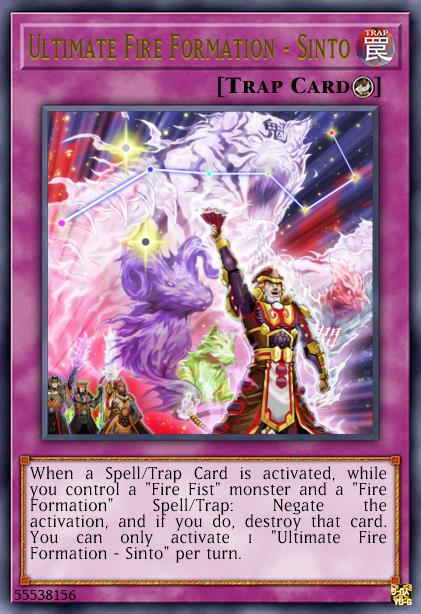 Ultimate Fire Formation - Sinto
TRAP
罠
[Trap Card]
魁
When a Spell/Trap Card is activated, while
you control a "Fire Fist" monster and a "Fire
Formation" Spell/Trap: Negate the
activation, and if you do, destroy that card.
You can only activate 1 "Ultimate Fire
Formation - Sinto" per turn.
55538156